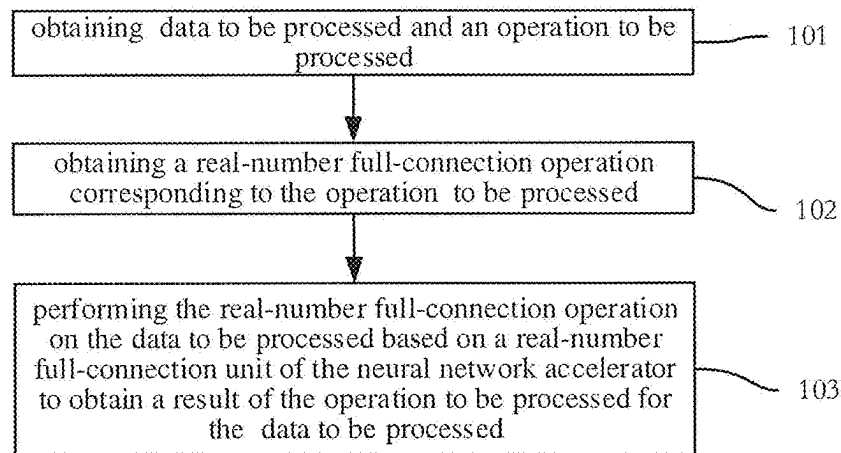 obtaining data to be processed and an operation to be
processed
101
obtaining a real-number full-connection operation
corresponding to the operation to be processed
102
performing the real-number full-connection operation
on the data to be processed based on a real-number
full-connection unit of the neural network accelerator
to obtain a result of the operation to be processed for
the data to be processed
103